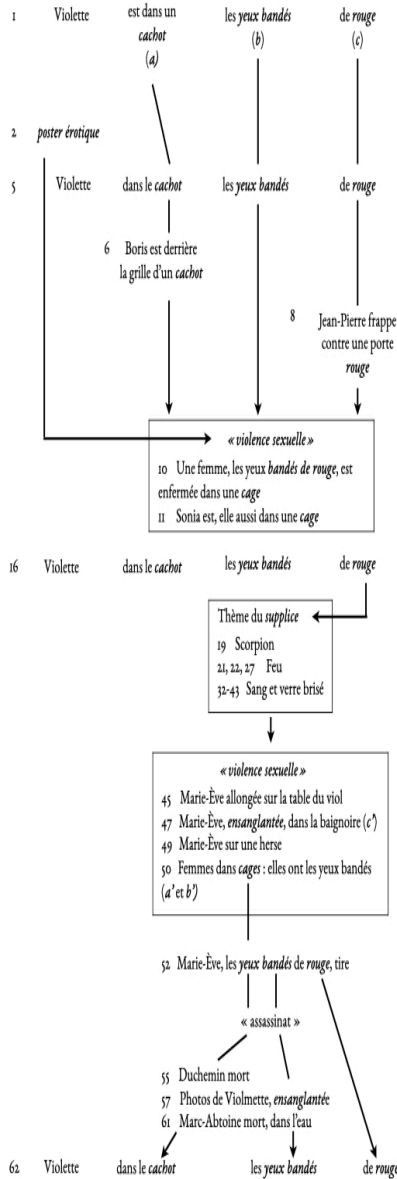 1 Violette est dans un les yeux bandés de rouge
cachot (b) (c)
(a)
2 poster érotique
5 Violette dans le cachot les yeux bandés de rouge
6 Boris est derrière
la grille d'un cachot
8 Jean-Pierre frappe
contre une porte
rouge
« violence sexuelle »
10 Une femme, les yeux bandés de rouge, est
enfermée dans une cage
11 Sonia est, elle aussi dans une cage
16 Violette dans le cachot les yeux bandés de rouge
Thème du supplice
19 Scorpion
21, 22, 27 Feu
32-43 Sang et verre brisé
« violence sexuelle »
45 Marie-Ève allongée sur la table du viol
47 Marie-Ève, ensanglantée, dans la baignoire (c’)
49 Marie-Ève sur une herse
50 Femmes dans cages : elles ont les yeux bandés
(a’ et b’)
52 Marie-Ève, les yeux bandés de rouge, tire
« assassinat »
55 Duchemin mort
57 Photos de Violmette, ensanglantée
61 Marc-Abtoine mort, dans l’eau
62 Violette dans le cachot les yeux bandés de rouge